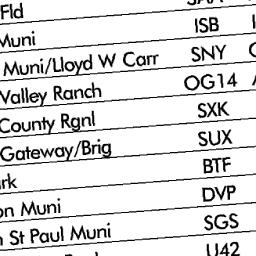 Fld
Muni ISB
Muni/Lloyd W Carr SNY
Valley Ranch OG14
County Rgnl SXK
Gateway/Brig SUX
BTF
Muni DVP
St Paul Muni SGS
U42